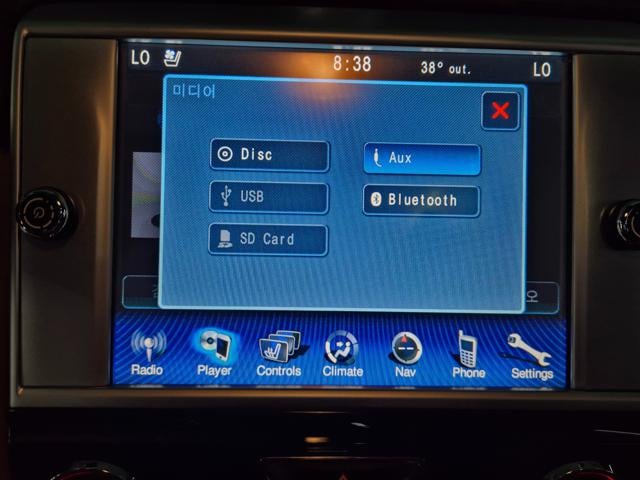 LO 8:38 38° out. LO
미디어
Disc Aux
USB Bluetooth
SD Card
오
Radio Player Controls Climate Nav Phone Settings